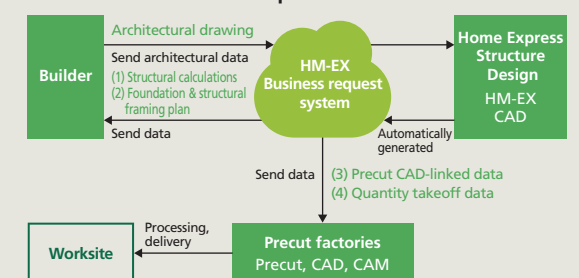 Architectural drawing
Send architectural data
(1) Structural calculations
(2) Foundation & structural
framing plan
Send data
Builder
HM-EX
Business request
system
Home Express
Structure
Design
HM-EX
CAD
Automatically
generated
Send data
(3) Precut CAD-linked data
(4) Quantity takeoff data
Worksite
Processing,
delivery
Precut factories
Precut, CAD, CAM